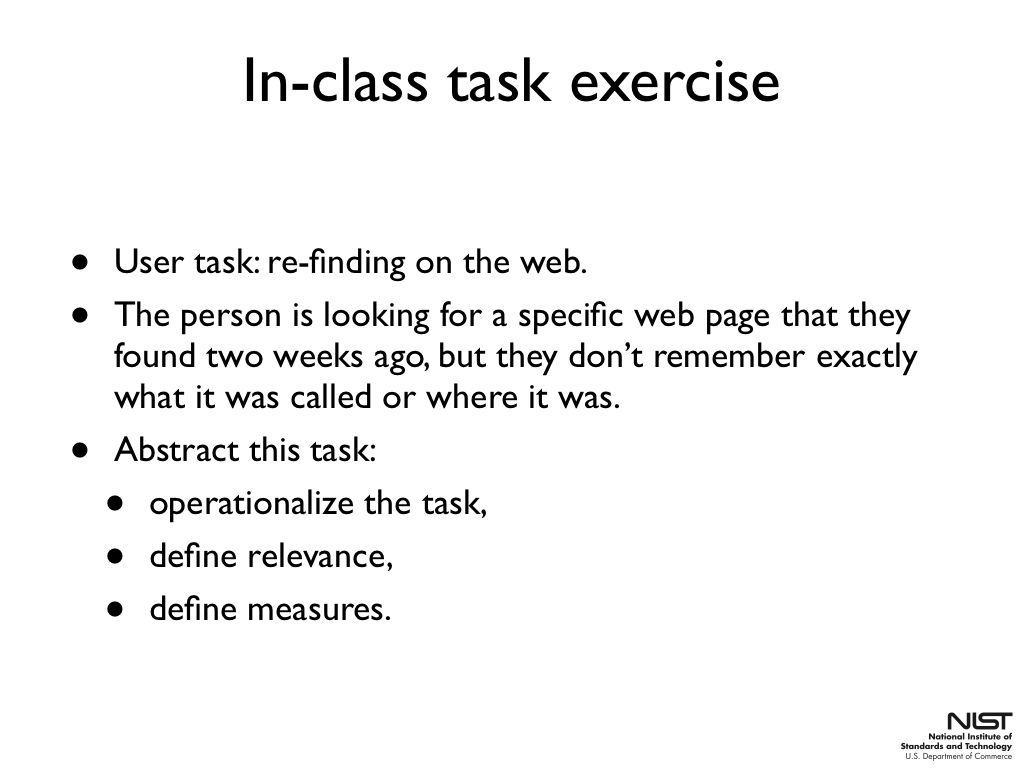 In-class task exercise
• User task: re-finding on the web.
• The person is looking for a specific web page that they
found two weeks ago, but they don’t remember exactly
what it was called or where it was.
• Abstract this task:
• operationalize the task,
• define relevance,
• define measures.
NIST
National Institute of
Standards and Technology
U.S. Department of Commerce